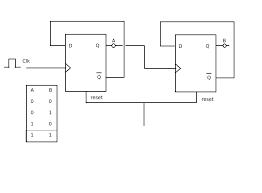 A B
D Q D Q
Clk
Q Q
reset reset
A B
0 0
0 1
1 0
1 1